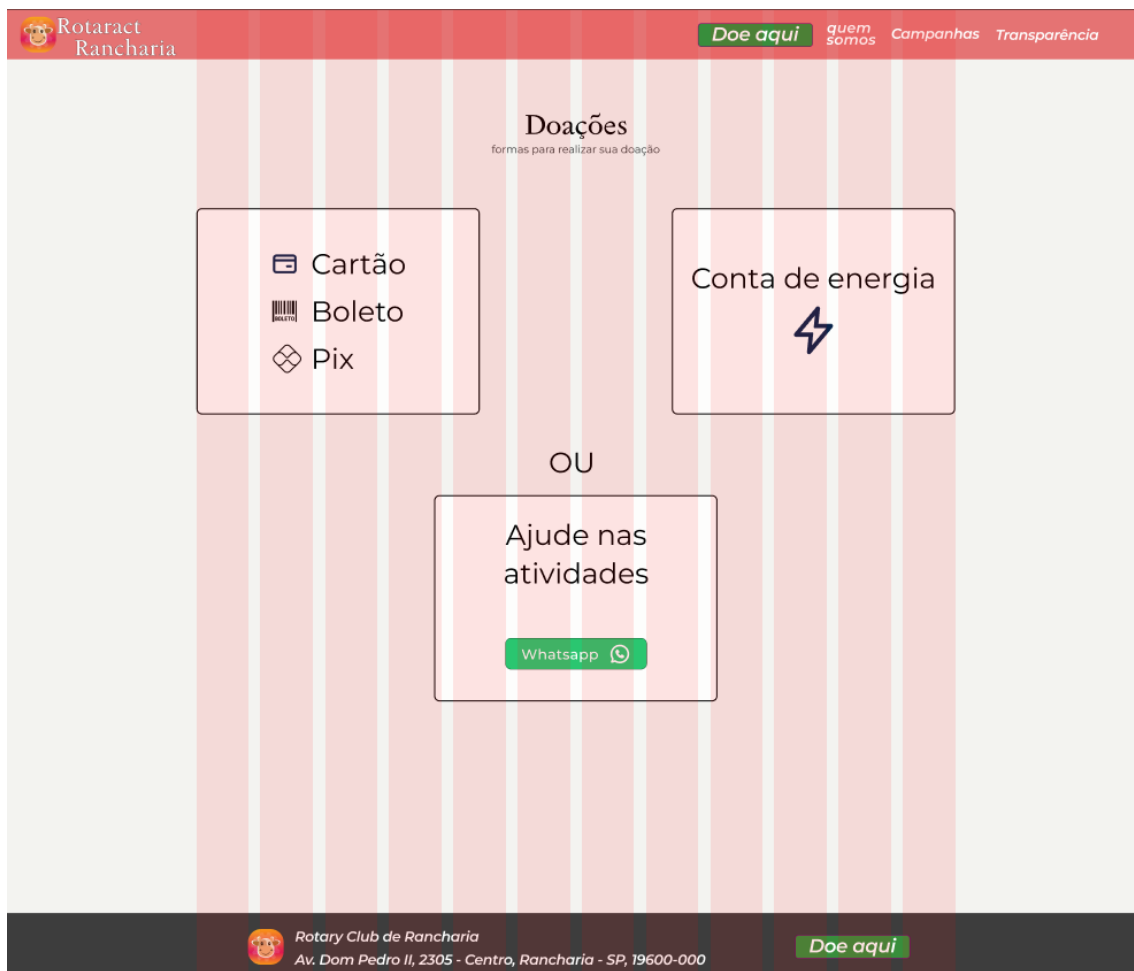 Rotaract
Rancharia
Doe aqui
quem
somos
Campanhas
Transparência
Doações
formas para realizar sua doação
Cartão
BOLETO
Boleto
Pix
Conta de energia
OU
Ajude nas
atividades
Whatsapp
Rotary Club de Rancharia
Av. Dom Pedro II, 2305 - Centro, Rancharia - SP, 19600-000
Doe aqui